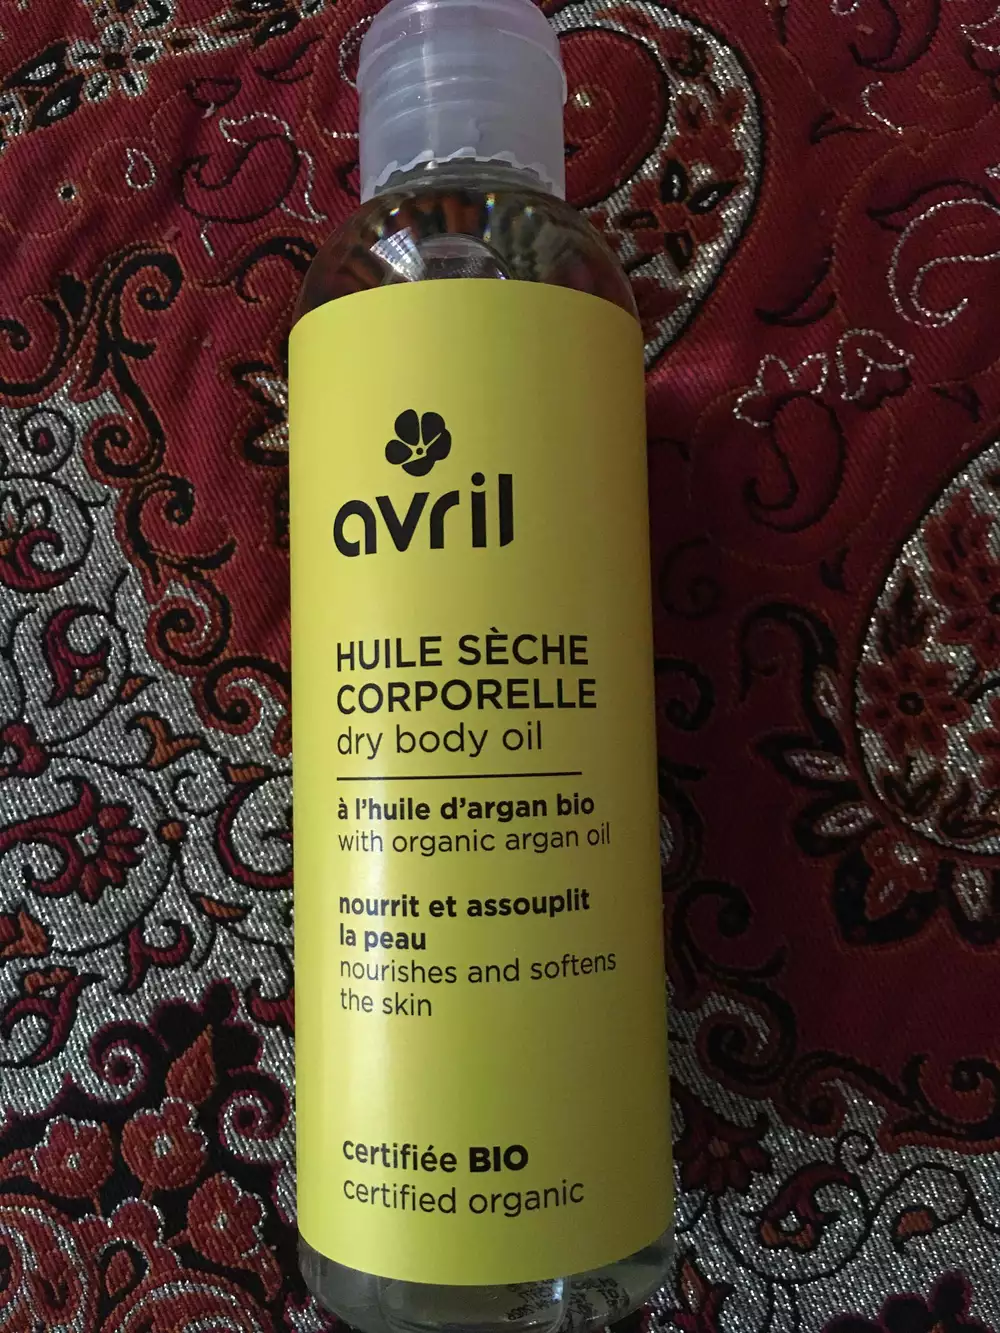 avril
HUILE SÈCHE
CORPORELLE
dry body oil
à l'huile d'argan bio
with organic argan oil
nourrit et assouplit
la peau
nourishes and softens
the skin
certifiée BIO
certified organic